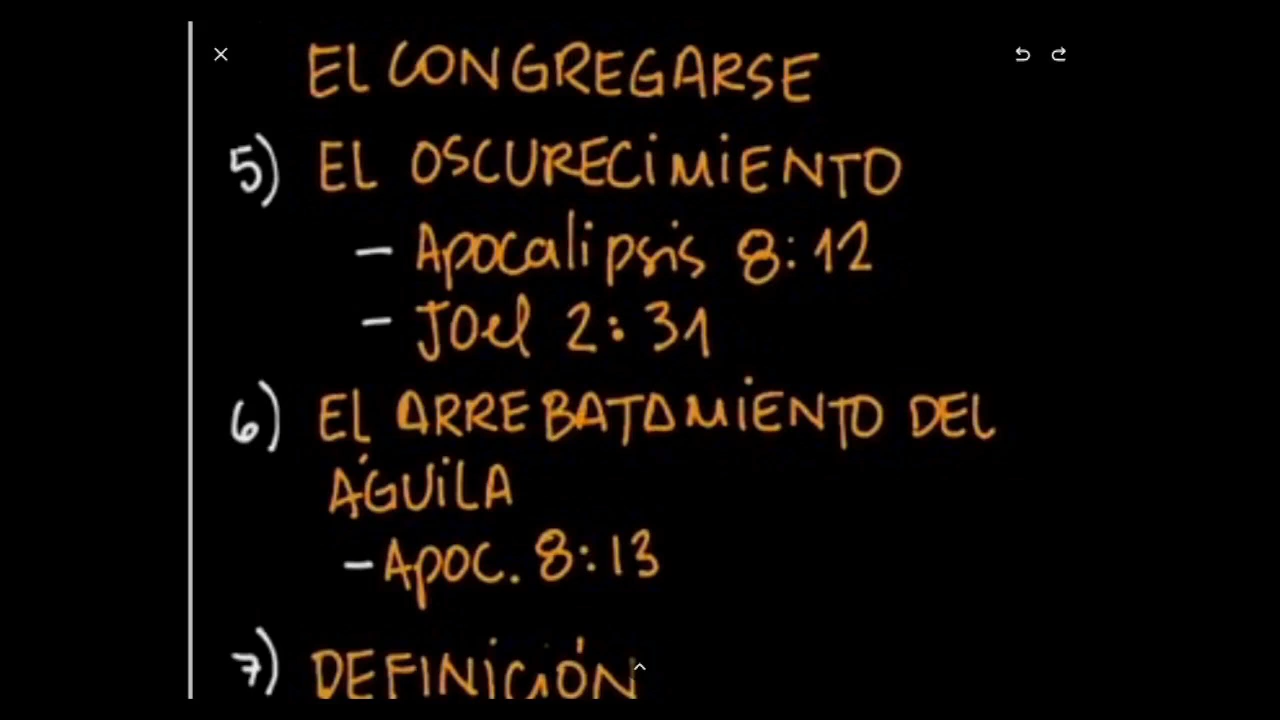 EL CONGREGARSE
5) EL OSCURECIMIENTO
- Apocalipsis 8:12
- Joel 2:31
6) EL ARREBATAMIENTO DEL
ÁGUILA
- Apoc. 8:13
7) DEFINICIÓN